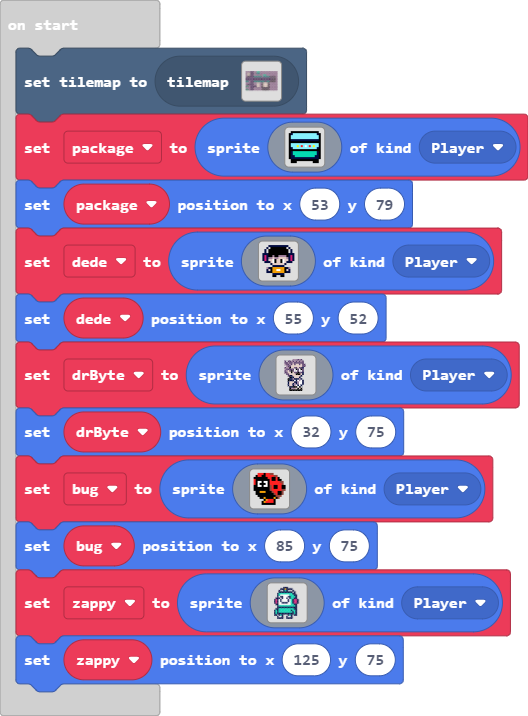 on start
set tilemap to tilemap
set package to sprite of kind Player
set package position to x 53 y 79
set dede to sprite of kind Player
set dede position to x 55 y 52
set drByte to sprite of kind Player
set drByte position to x 32 y 75
set bug to sprite of kind Player
set bug position to x 85 y 75
set zappy to sprite of kind Player
set zappy position to x 125 y 75